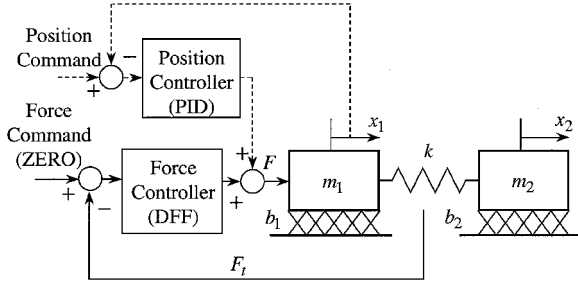 Position
Command
+
−
Position
Controller
(PID)
Force
Command
(ZERO)
+
−
Force
Controller
(DFF)
+
+
F
x₁
m₁
b₁
k
x₂
m₂
b₂
Fₜ